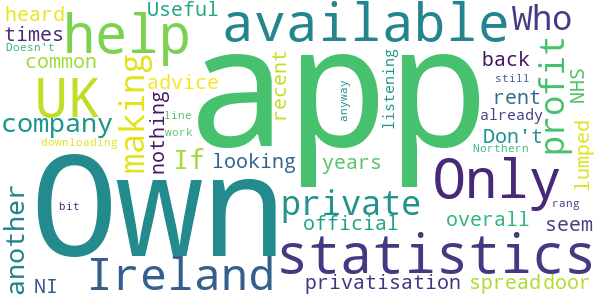 heard
Useful
available
Who
times
help
Doesn't
common
UK
making
advice
recent
app
anyway
listening
back
profit
NHS
still
rent
company
nothing
line
work
already
Don't
If
looking
years
downloading
Northern
lumped
Own
Only
bit
private
rang
another
official
overall
seem
statistics
NI
Ireland
privatisation
spread
door